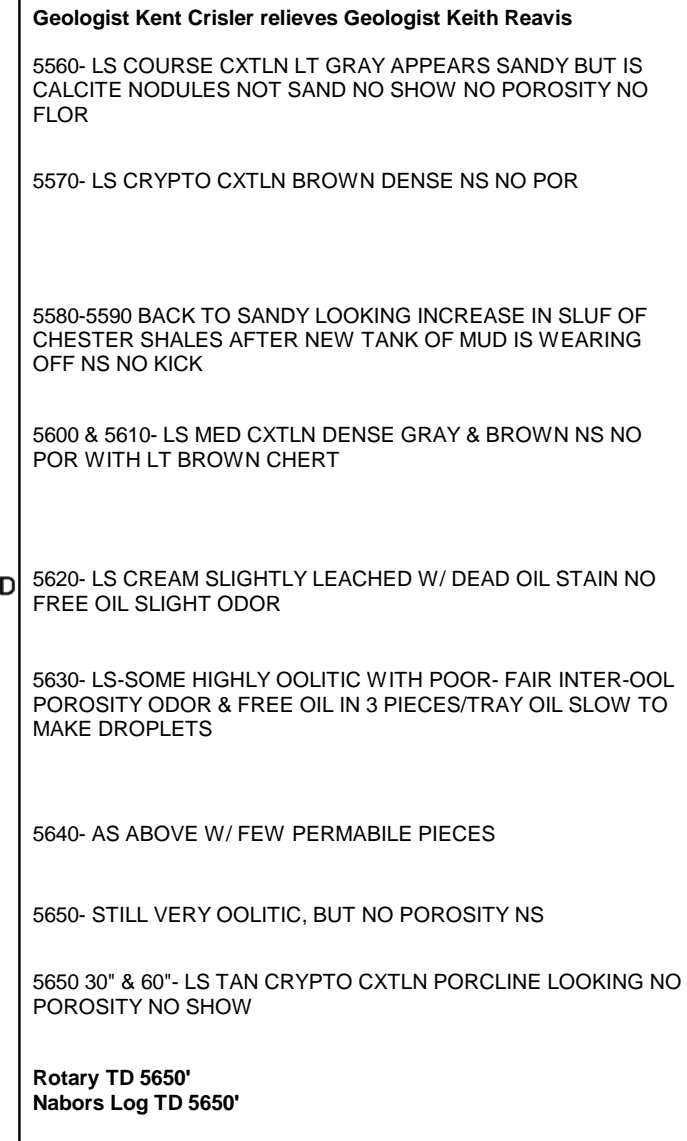 Geologist Kent Crisler relieves Geologist Keith Reavis
5560- LS COURSE CXTLN LT GRAY APPEARS SANDY BUT IS
CALCITE NODULES NOT SAND NO SHOW NO POROSITY NO
FLOR
5570- LS CRYPTO CXTLN BROWN DENSE NS NO POR
5580-5590 BACK TO SANDY LOOKING INCREASE IN SLUF OF
CHESTER SHALES AFTER NEW TANK OF MUD IS WEARING
OFF NS NO KICK
5600 & 5610- LS MED CXTLN DENSE GRAY & BROWN NS NO
POR WITH LT BROWN CHERT
D
5620- LS CREAM SLIGHTLY LEACHED W/ DEAD OIL STAIN NO
FREE OIL SLIGHT ODOR
5630- LS-SOME HIGHLY OOLITIC WITH POOR- FAIR INTER-OOL
POROSITY ODOR & FREE OIL IN 3 PIECES/TRAY OIL SLOW TO
MAKE DROPLETS
5640- AS ABOVE W/ FEW PERMABILE PIECES
5650- STILL VERY OOLITIC, BUT NO POROSITY NS
5650 30" & 60"- LS TAN CRYPTO CXTLN PORCLINE LOOKING NO
POROSITY NO SHOW
Rotary TD 5650'
Nabors Log TD 5650'